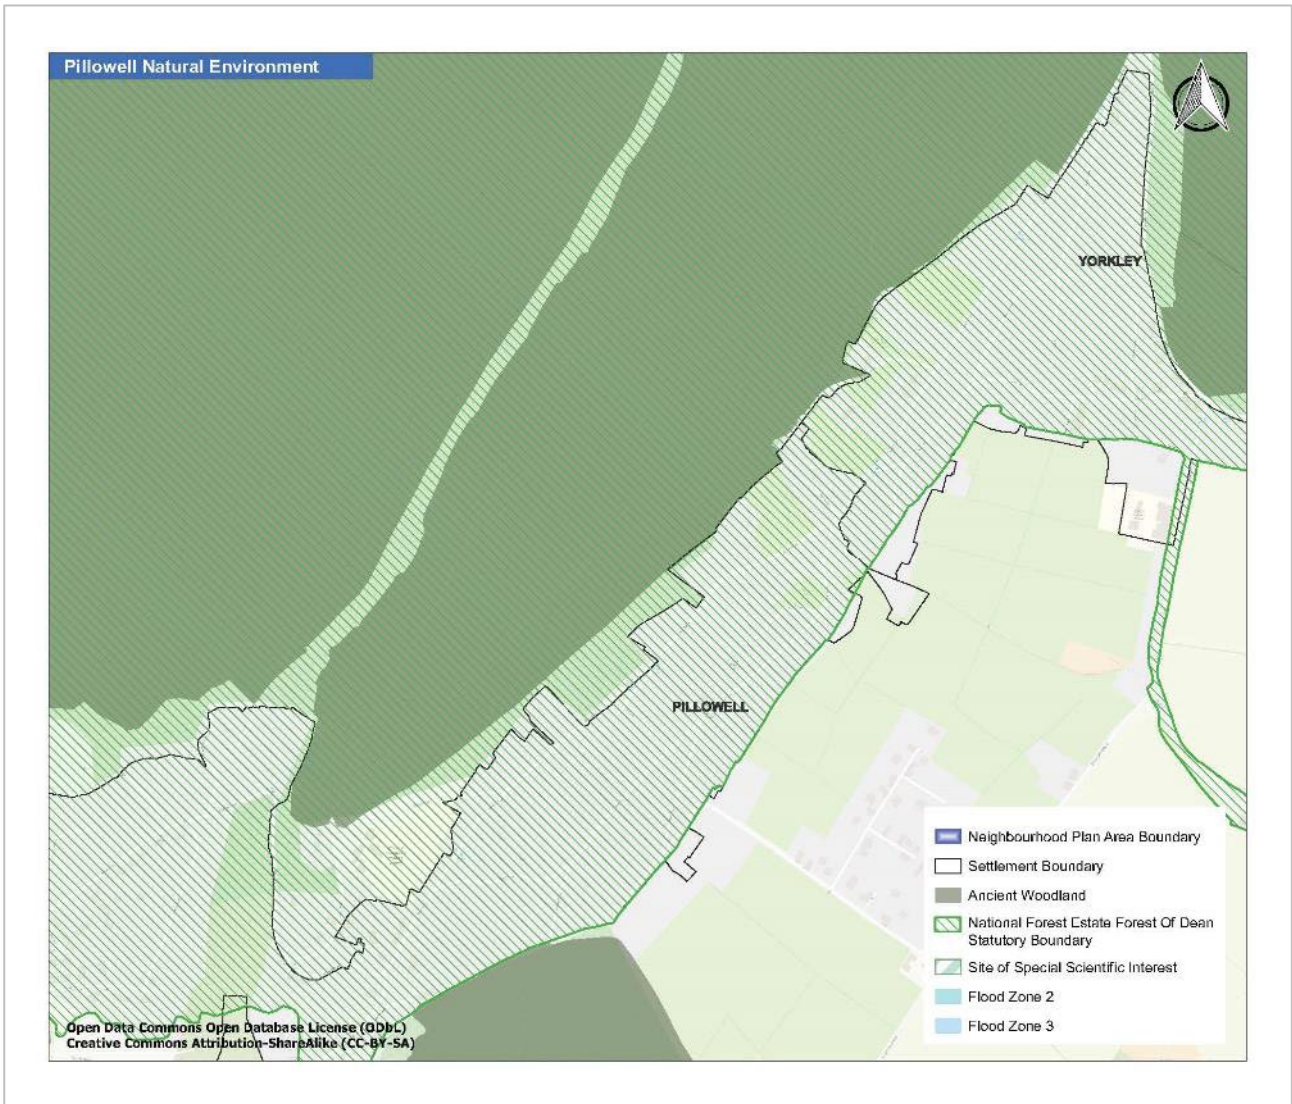 Pillowell Natural Environment
YORKLEY
PILLOWELL
Neighbourhood Plan Area Boundary
Settlement Boundary
Ancient Woodland
National Forest Estate Forest Of Dean
Statutory Boundary
Site of Special Scientific Interest
Flood Zone 2
Flood Zone 3
Open Data Commons Open Database License (ODbL)
Creative Commons Attribution-ShareAlike (CC-BY-SA)